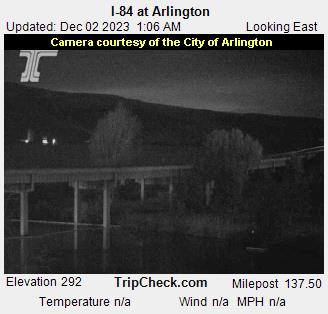 I-84 at Arlington
Updated: Dec 02 2023 1:06 AM Looking East
Camera courtesy of the City of Arlington
Elevation 292 TripCheck.com Milepost 137.50
Temperature n/a Wind n/a MPH n/a